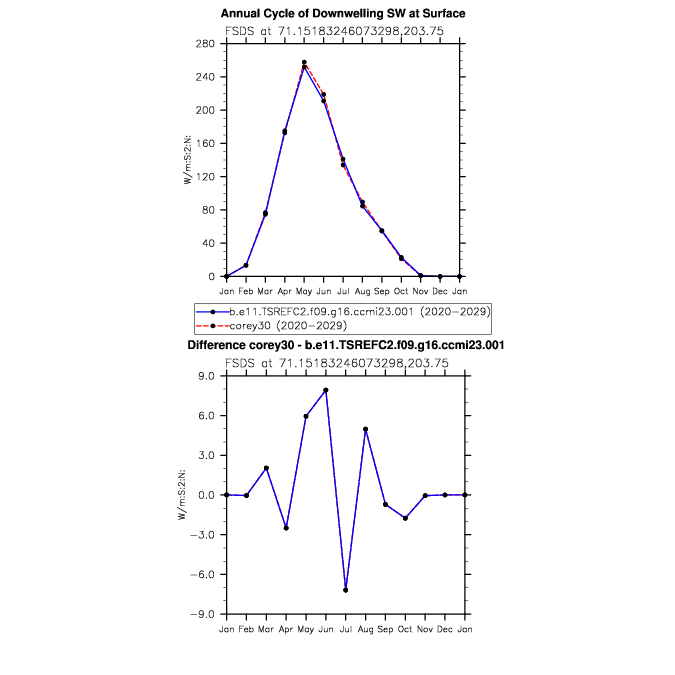 Annual Cycle of Downwelling SW at Surface
FSDS at 71.15183246073298,203.75
280
240
200
160
120
80
40
0
W/m:S:2:N:
Jan Feb Mar Apr May Jun Jul Aug Sep Oct Nov Dec Jan
b.e11.TSREFC2.f09.g16.ccmi23.001 (2020-2029)
corey30 (2020-2029)
Difference corey30 - b.e11.TSREFC2.f09.g16.ccmi23.001
FSDS at 71.15183246073298,203.75
9.0
6.0
3.0
0.0
-3.0
-6.0
-9.0
W/m:S:2:N:
Jan Feb Mar Apr May Jun Jul Aug Sep Oct Nov Dec Jan